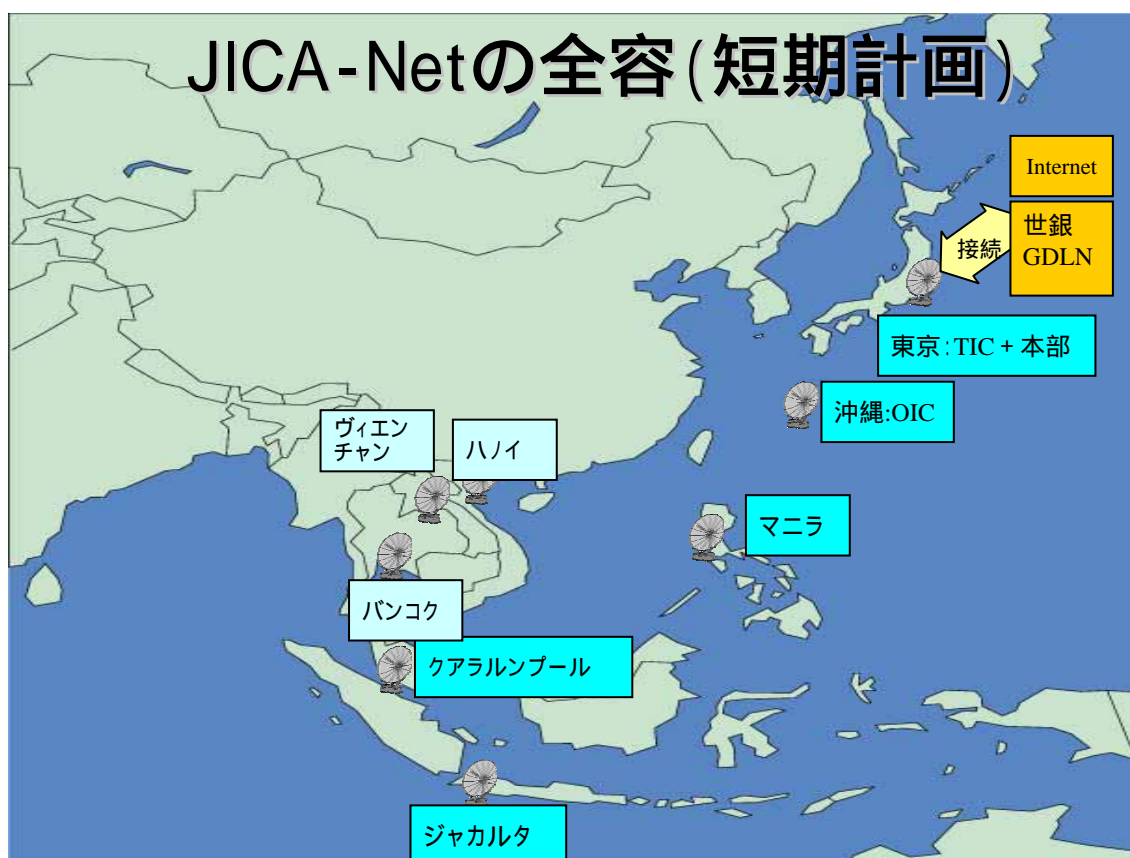 JICA-Netの全容(短期計画)
Internet
世銀
GDLN
接続
東京:TIC+本部
沖縄:OIC
ヴィエン
チャン
ハノイ
マニラ
バンコク
クアラルンプール
ジャカルタ